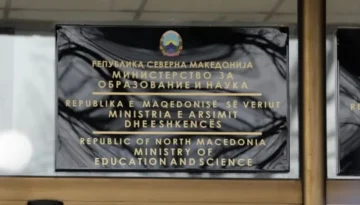 РЕПУБЛИКА СЕВЕРНА МАКЕДОНИЈА
МИНИСТЕРСТВО ЗА
ОБРАЗОВАНИЕ И НАУКА
REPUBLIKA E MAQEDONISË SË VERIUT
MINISTRIA E ARSIMIT
DHE ESHKENCËS
REPUBLIC OF NORTH MACEDONIA
MINISTRY OF
EDUCATION AND SCIENCE